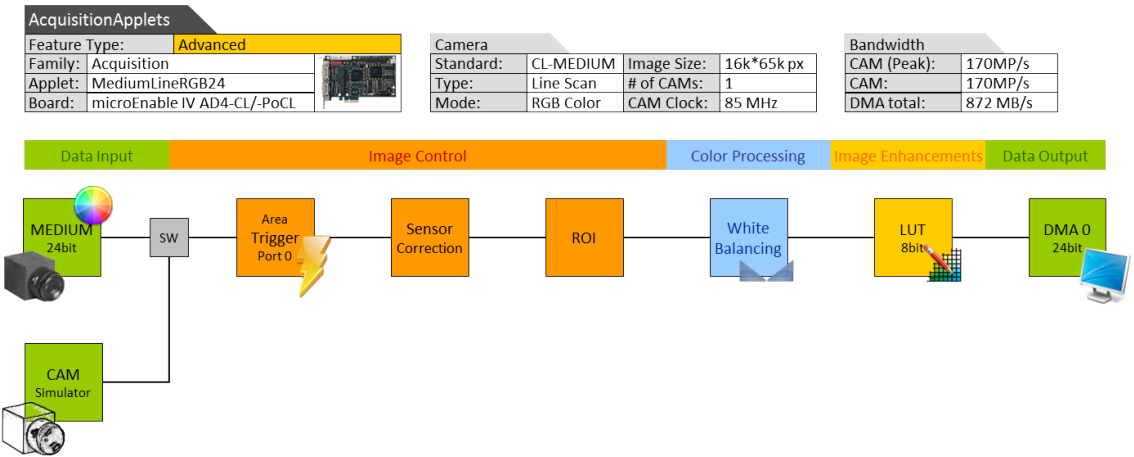 AcquisitionApplets
Feature Type: Advanced
Family: Acquisition
Applet: MediumLineRGB24
Board: microEnable IV AD4-CL/-PoCL
Camera
Standard: CL-MEDIUM Image Size: 16k*65k px
Type: Line Scan # of CAMs: 1
Mode: RGB Color CAM Clock: 85 MHz
Bandwidth
CAM (Peak): 170MP/s
CAM: 170MP/s
DMA total: 872 MB/s
Data Input Image Control Color Processing Image Enhancements Data Output
MEDIUM
24bit
SW
Area
Trigger
Port 0
Sensor
Correction
ROI
White
Balancing
LUT
8bit
DMA 0
24bit
CAM
Simulator